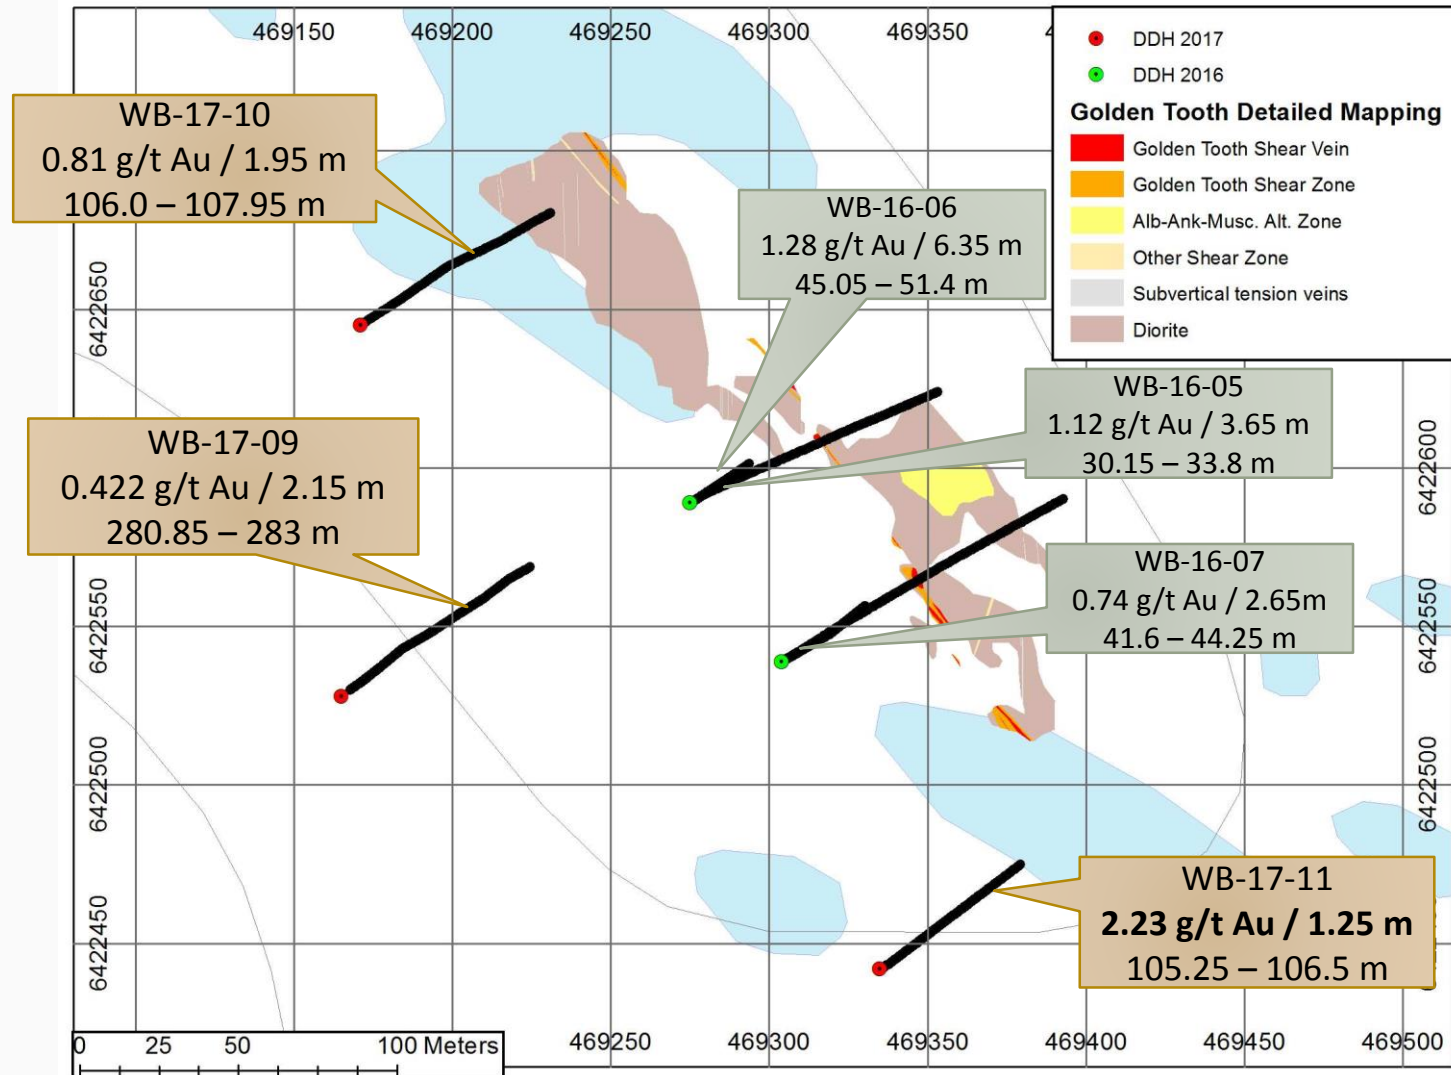 469150
469200
469250
469300
469350
DDH 2017
DDH 2016
Golden Tooth Detailed Mapping
Golden Tooth Shear Vein
Golden Tooth Shear Zone
Alb-Ank-Musc. Alt. Zone
Other Shear Zone
Subvertical tension veins
Diorite
WB-17-10
0.81 g/t Au / 1.95 m
106.0 – 107.95 m
WB-16-06
1.28 g/t Au / 6.35 m
45.05 – 51.4 m
6422650
WB-16-05
1.12 g/t Au / 3.65 m
30.15 – 33.8 m
6422600
WB-17-09
0.422 g/t Au / 2.15 m
280.85 – 283 m
WB-16-07
0.74 g/t Au / 2.65m
41.6 – 44.25 m
6422550
6422550
6422500
6422500
WB-17-11
2.23 g/t Au / 1.25 m
105.25 – 106.5 m
6422450
0 25 50 100 Meters
469250
469300
469350
469400
469450
469500